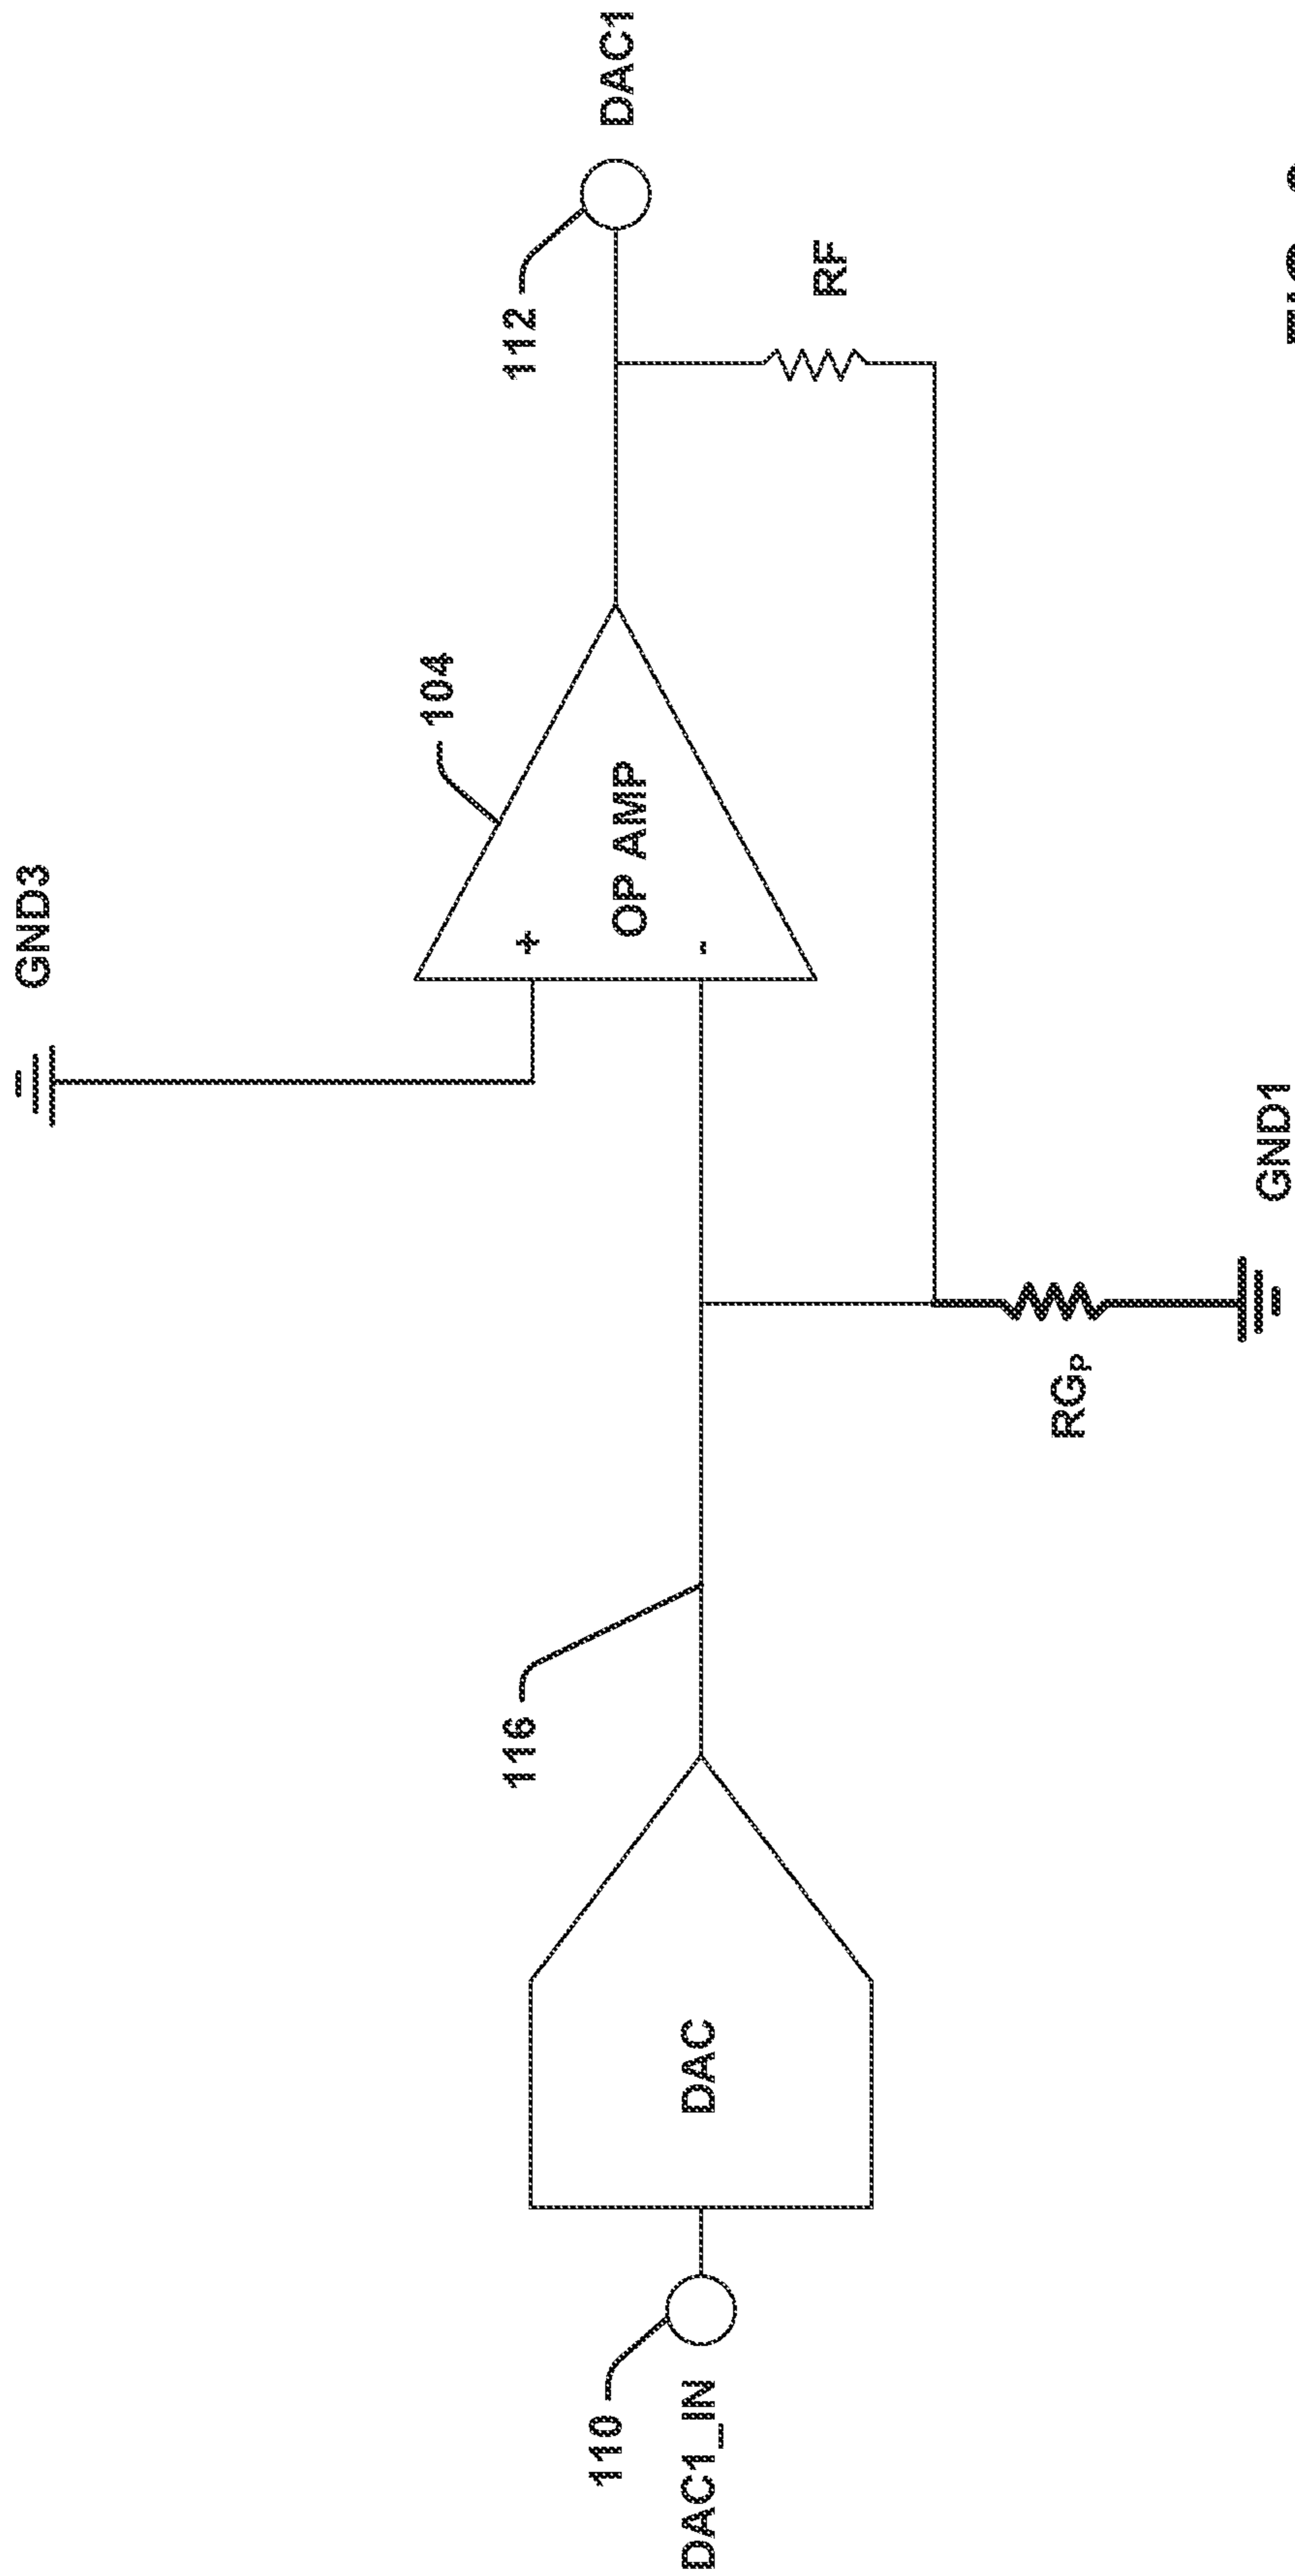 GND3
104
112
DAC1
OP AMP
+
-
116
RF
110
DAC1_IN
DAC
RGP
GND1